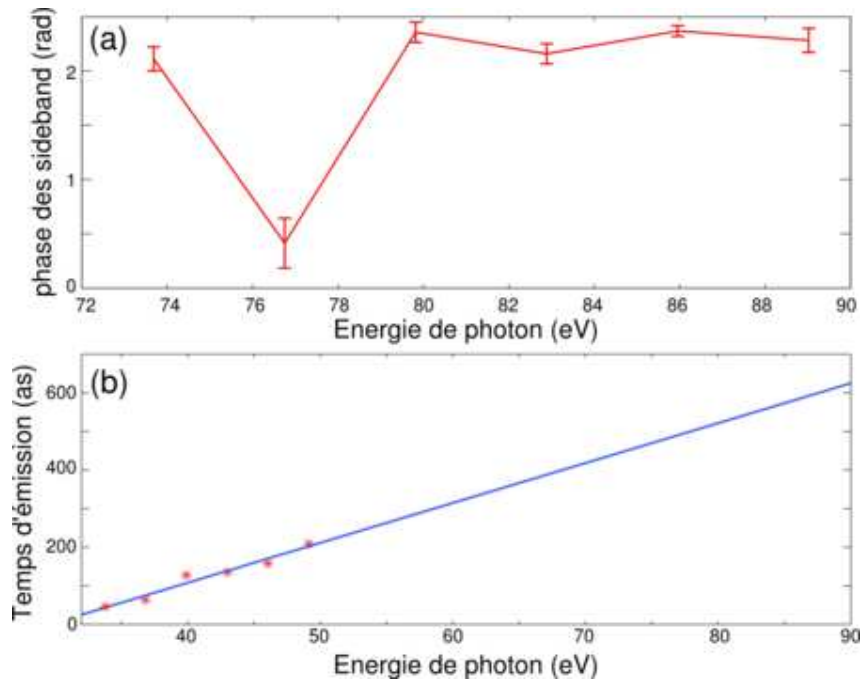 (a)
phase des sideband (rad)
2
1
0
72 74 76 78 80 82 84 86 88 90
Energie de photon (eV)
(b)
Temps d'émission (as)
600
400
200
0
40 50 60 70 80 90
Energie de photon (eV)